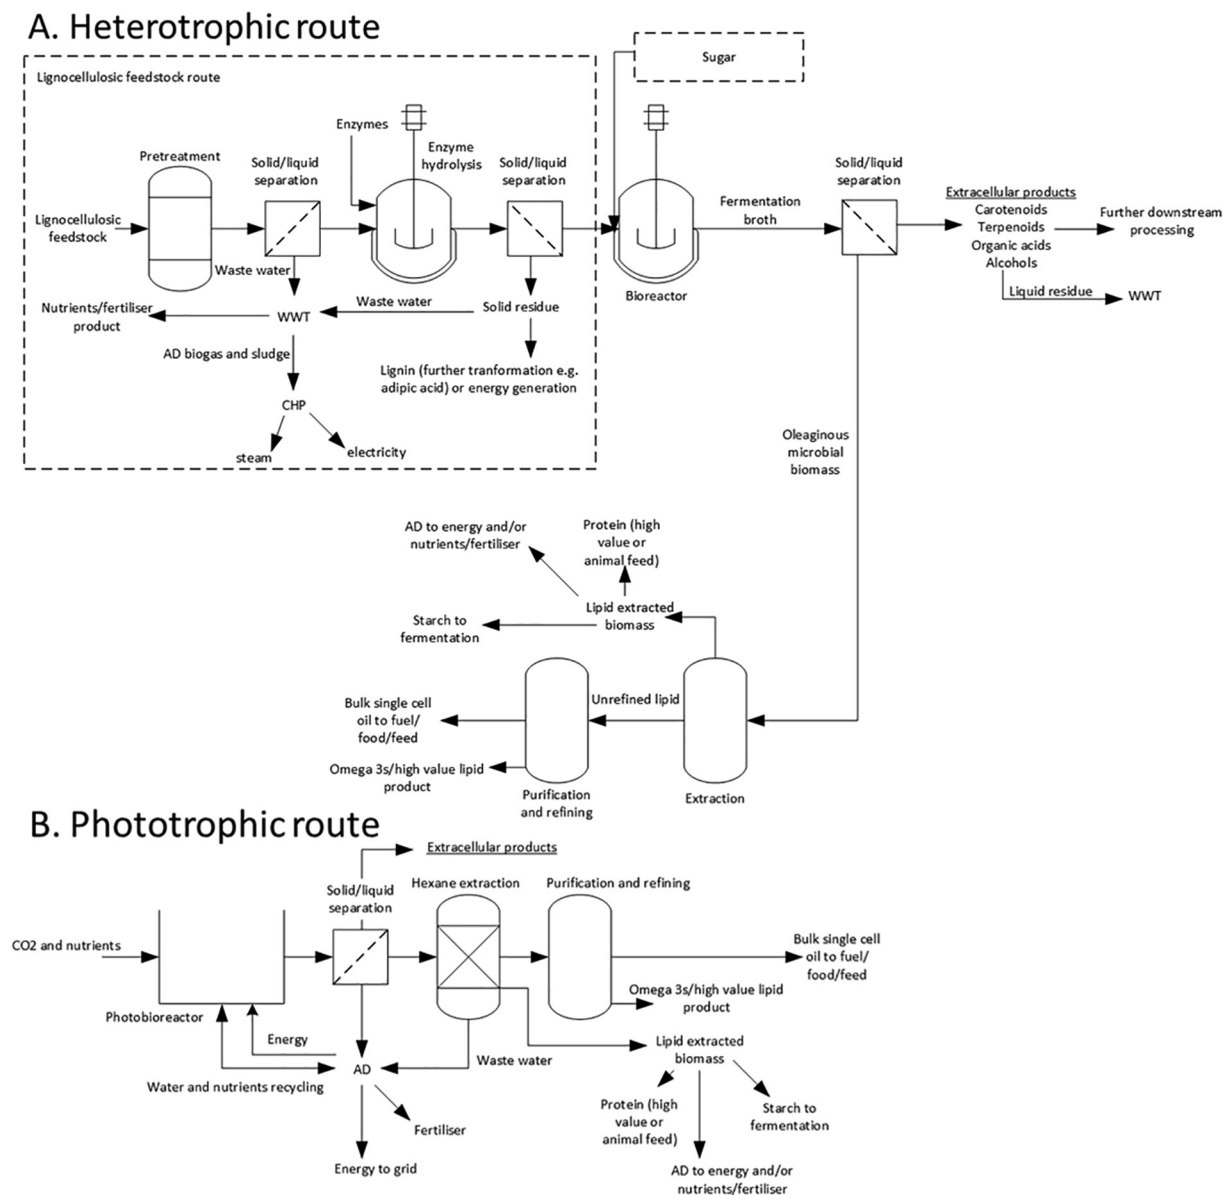 A. Heterotrophic route
Sugar
Lignocellulosic feedstock route
Enzymes
Enzyme
hydrolysis
Pretreatment
Solid/liquid
separation
Solid/liquid
separation
Solid/liquid
separation
Lignocellulosic
feedstock
Fermentation
broth
Extracellular products
Carotenoids
Terpenoids
Organic acids
Alcohols
Further downstream
processing
Waste water
Bioreactor
Liquid residue
WWT
Nutrients/fertiliser
product
WWT
Waste water
Solid residue
AD biogas and sludge
Lignin (further tranformation e.g.
adipic acid) or energy generation
CHP
steam
electricity
Oleaginous
microbial
biomass
AD to energy and/or
nutrients/fertiliser
Protein (high
value or
animal feed)
Lipid extracted
biomass
Starch to
fermentation
Unrefined lipid
Bulk single cell
oil to fuel/
food/feed
Omega 3s/high value lipid
product
Purification
and refining
Extraction
B. Phototrophic route
Extracellular products
Solid/liquid
separation
Hexane extraction
Purification and refining
CO2 and nutrients
Bulk single cell
oil to fuel/
food/feed
Omega 3s/high value lipid
product
Photobioreactor
Energy
Waste water
Lipid extracted
biomass
AD
Water and nutrients recycling
Fertiliser
Protein (high
value or
animal feed)
Starch to
fermentation
Energy to grid
AD to energy and/or
nutrients/fertiliser